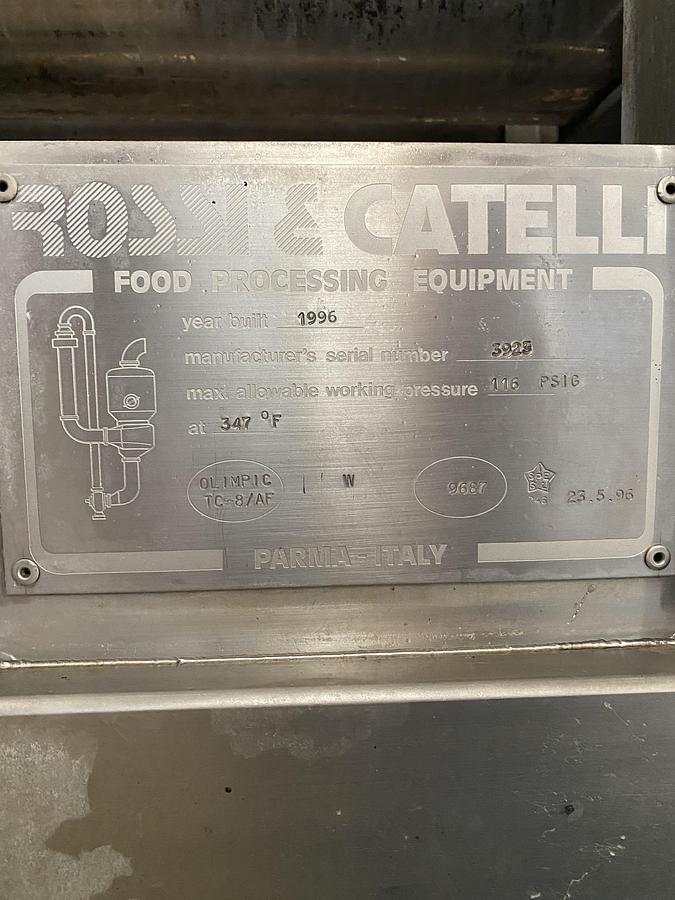 ROSSI & CATELLI
FOOD PROCESSING EQUIPMENT
year built 1996
manufacturer's serial number
max. allowable working pressure 116 PSIG
at 347 °F
OLIMPIC
TC-8/AF
W
9687
23.5.96
PARMA-ITALY